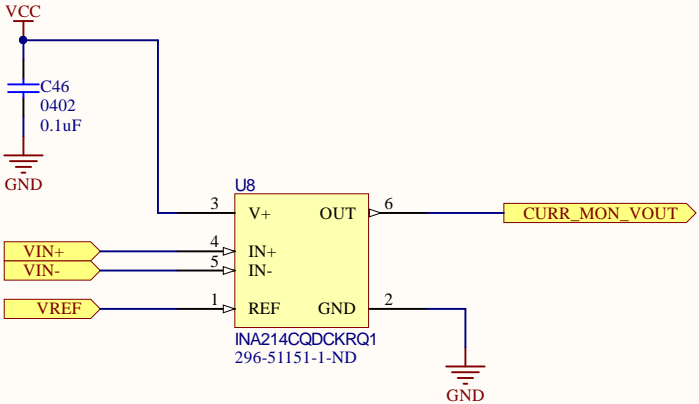 VCC
C46
0402
0.1uF
GND
U8
3 V+ OUT 6
CURR_MON_VOUT
VIN+ 4 IN+
VIN- 5 IN-
VREF 1 REF GND 2
INA214CQDCKRQ1
296-51151-1-ND
GND